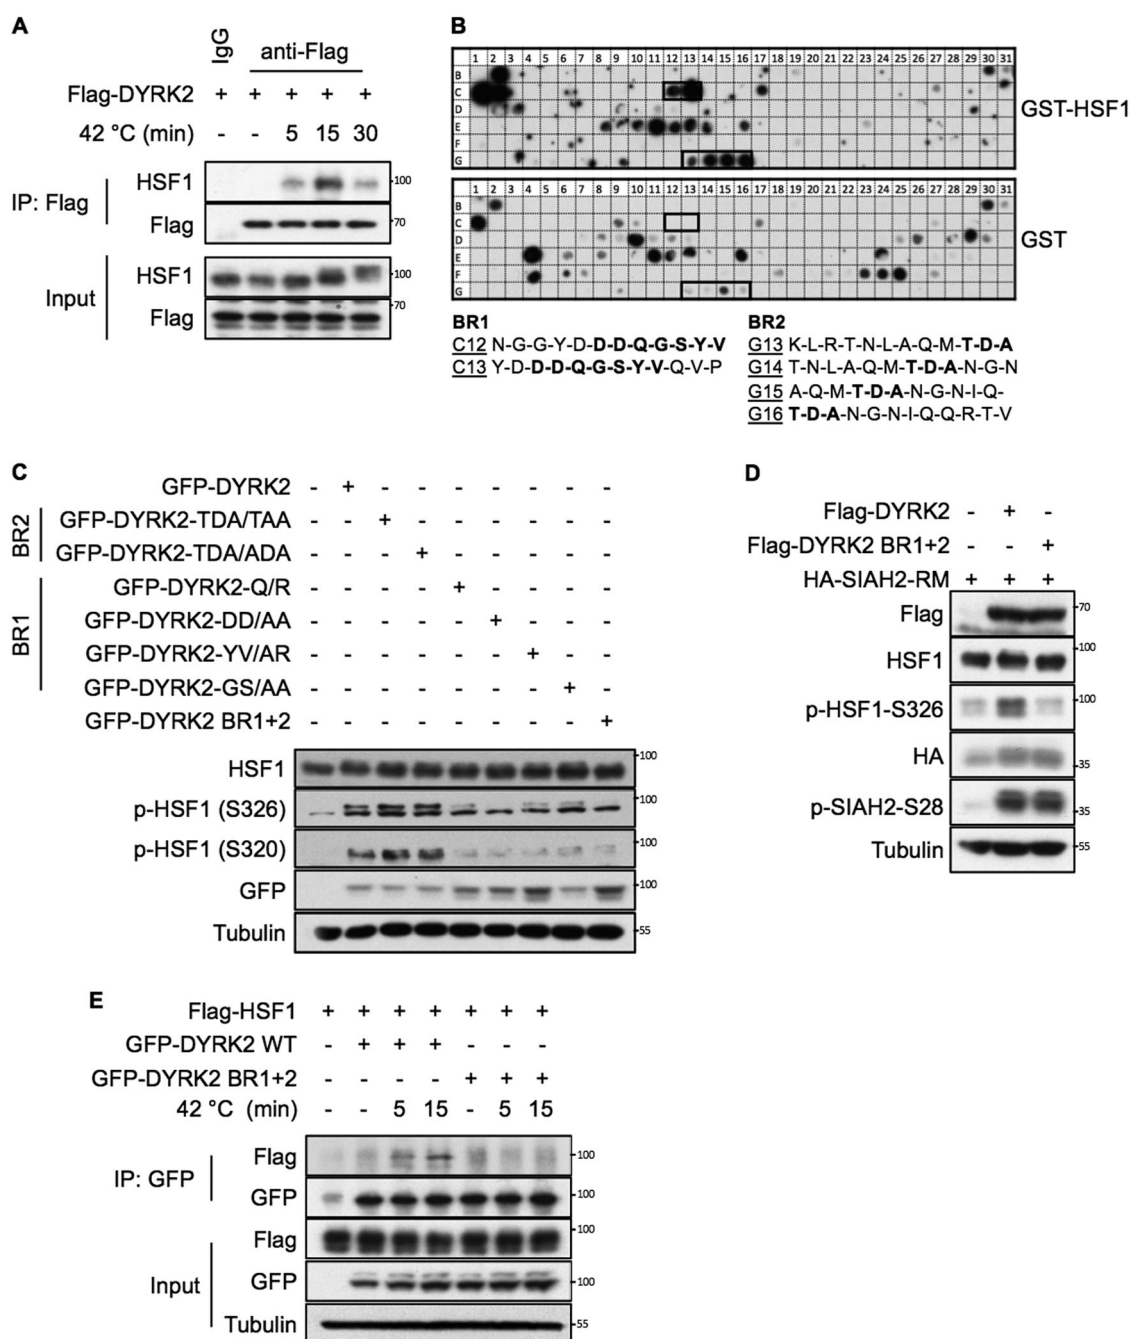 A
IgG
anti-Flag
Flag-DYRK2 + + + + +
42 °C (min) - - 5 15 30
IP: Flag
HSF1
100
Flag
70
Input
HSF1
100
70
Flag
B
1 2 3 4 5 6 7 8 9 10 11 12 13 14 15 16 17 18 19 20 21 22 23 24 25 26 27 28 29 30 31
B
C
D
E
F
G
GST-HSF1
1 2 3 4 5 6 7 8 9 10 11 12 13 14 15 16 17 18 19 20 21 22 23 24 25 26 27 28 29 30 31
B
C
D
E
F
G
GST
BR1
C12 N-G-G-Y-D-D-D-Q-G-S-Y-V
C13 Y-D-D-D-Q-G-S-Y-V-Q-V-P
BR2
G13 K-L-R-T-N-L-A-Q-M-T-D-A
G14 T-N-L-A-Q-M-T-D-A-N-G-N
G15 A-Q-M-T-D-A-N-G-N-I-Q-
G16 T-D-A-N-G-N-I-Q-Q-R-T-V
C
GFP-DYRK2 - + - - - - - - -
BR2
GFP-DYRK2-TDA/TAA - - + - - - - - -
GFP-DYRK2-TDA/ADA - - - + - - - - -
BR1
GFP-DYRK2-Q/R - - - - + - - - -
GFP-DYRK2-DD/AA - - - - - + - - -
GFP-DYRK2-YV/AR - - - - - - + - -
GFP-DYRK2-GS/AA - - - - - - - + -
GFP-DYRK2 BR1+2 - - - - - - - - +
HSF1
100
p-HSF1 (S326)
100
p-HSF1 (S320)
100
GFP
100
Tubulin
55
D
Flag-DYRK2 - + -
Flag-DYRK2 BR1+2 - - +
HA-SIAH2-RM + + +
Flag
70
HSF1
100
p-HSF1-S326
100
HA
35
p-SIAH2-S28
35
Tubulin
55
E
Flag-HSF1 + + + + + + +
GFP-DYRK2 WT - + + + - - -
GFP-DYRK2 BR1+2 - - - - + + +
42 °C (min) - - 5 15 - 5 15
IP: GFP
Flag
100
GFP
100
Input
Flag
100
GFP
100
Tubulin
55